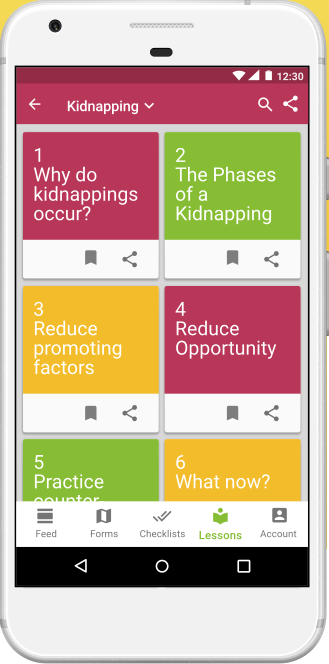 12:30
Kidnapping
1
Why do
kidnappings
occur?
2
The Phases
of a
Kidnapping
3
Reduce
promoting
factors
4
Reduce
Opportunity
5
Practice
counter
6
What now?
Feed
Forms
Checklists
Lessons
Account